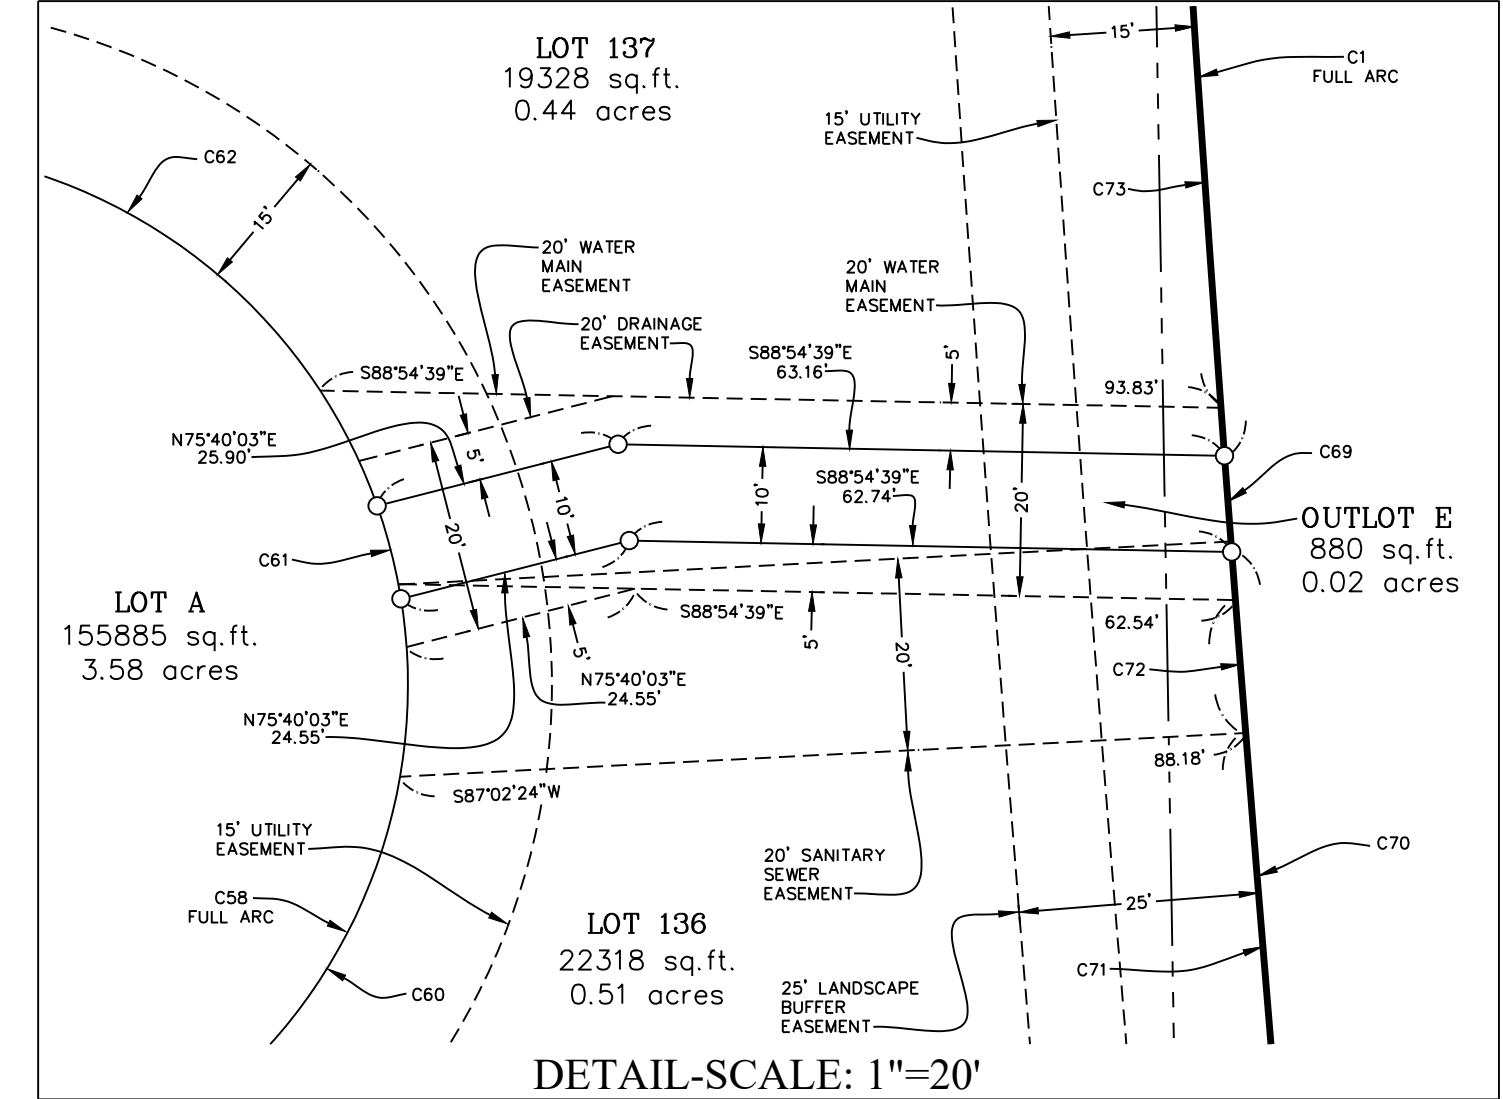 LOT 137
19328 sq.ft.
0.44 acres
15'
C1
FULL ARC
15' UTILITY
EASEMENT
C62
C73
15'
20' WATER
MAIN
EASEMENT
20' WATER
MAIN
EASEMENT
20' DRAINAGE
EASEMENT
S88°54'39"E
63.16'
5'
S88°54'39"E
93.83'
N75°40'03"E
25.90'
5'
C69
S88°54'39"E
62.74'
10'
10'
20'
20'
OUTLOT E
880 sq.ft.
0.02 acres
C61
LOT A
155885 sq.ft.
3.58 acres
S88°54'39"E
62.54'
5'
5'
20'
N75°40'03"E
24.55'
C72
N75°40'03"E
24.55'
88.18'
S87°02'24"W
15' UTILITY
EASEMENT
20' SANITARY
SEWER
EASEMENT
C70
C58
FULL ARC
25'
LOT 136
22318 sq.ft.
0.51 acres
C71
C60
25' LANDSCAPE
BUFFER
EASEMENT
DETAIL-SCALE: 1"=20'